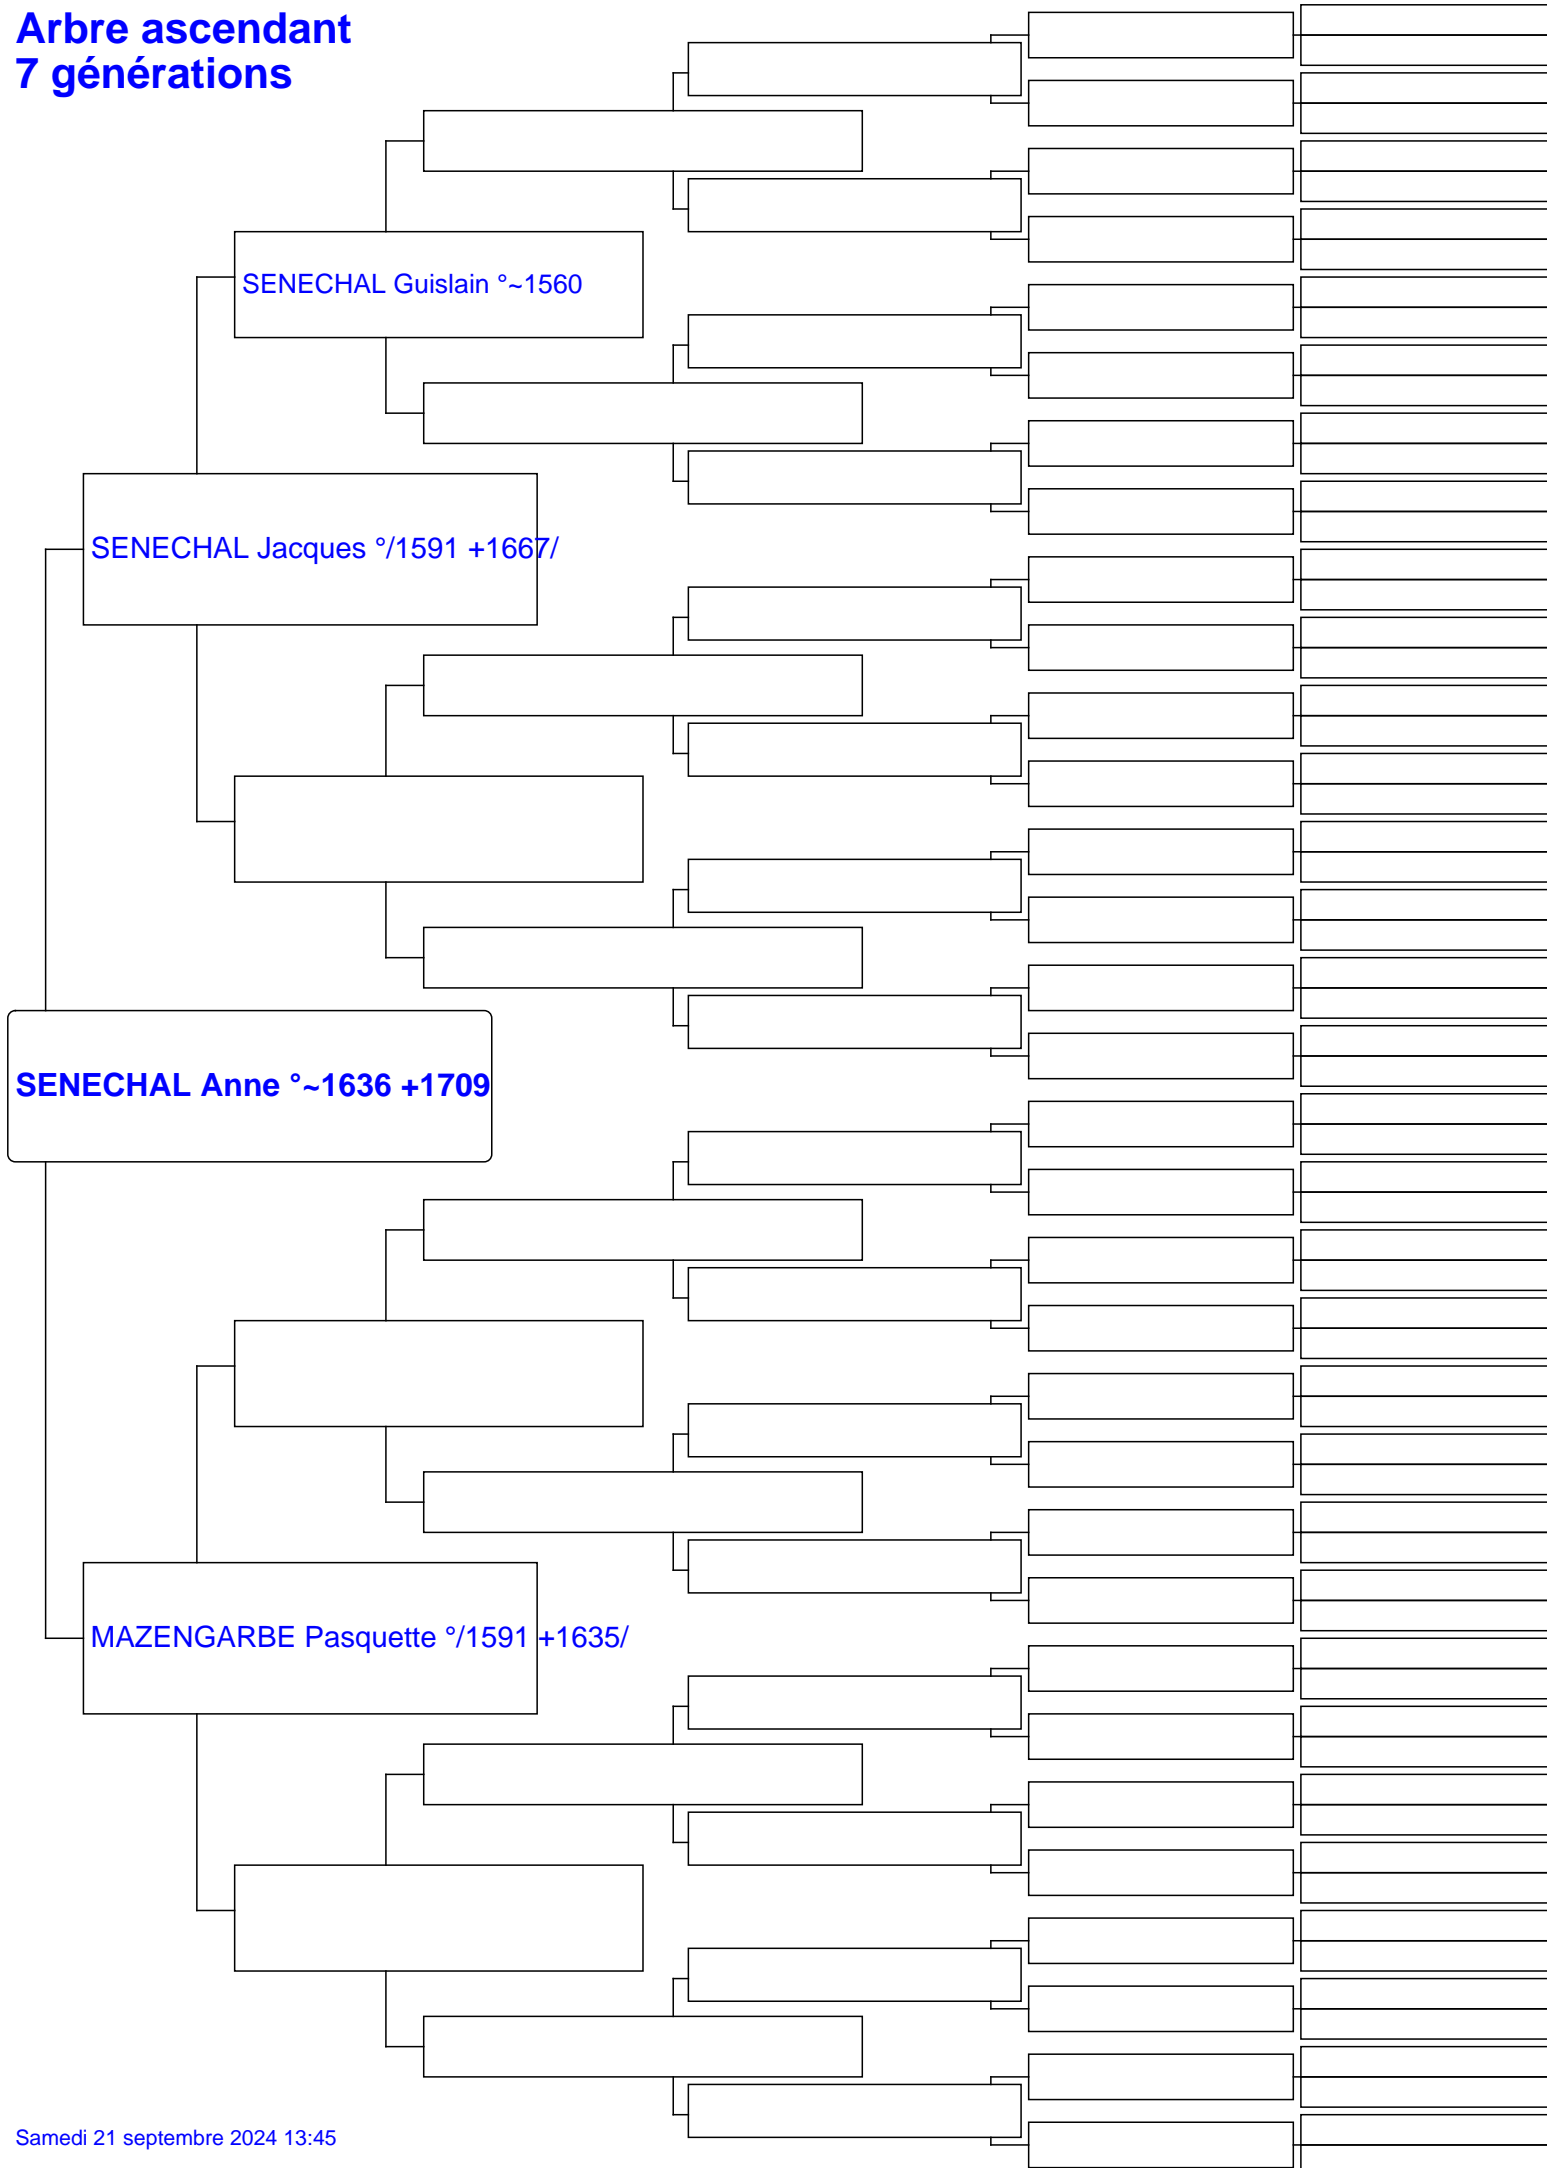 Arbre ascendant
7 générations
SENECHAL Guislain °~1560
SENECHAL Jacques °/1591 +1667/
SENECHAL Anne °~1636 +1709
MAZENGARBE Pasquette °/1591 +1635/
Samedi 21 septembre 2024 13:45